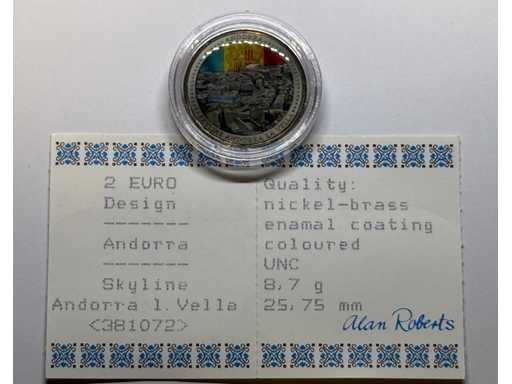 2 EURO
Design
-------
Andorra
-------
Skyline
Andorra l. Vella
<381072>
Quality:
nickel-brass
enamal coating
coloured
UNC
8,7 g
25,75 mm
Alan Roberts